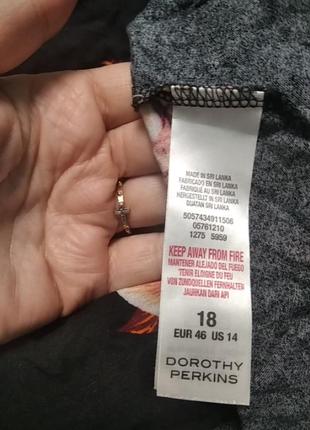 MADE IN SRI LANKA
FABRICADO EN SRI LANKA
FABRIQUÉ AU SRI LANKA
HERGESTELLT IN SRI LANKA
BUATAN SRI LANKA
5057434911506
05761210
1275 5959
KEEP AWAY FROM FIRE
MANTENER ALEJADO DEL FUEGO
TENIR ELOIGNE DU FEU
VON ZUNDQUELLEN FERNHALTEN
JAUHKAN DARI API
18
EUR 46 US 14
DOROTHY
PERKINS